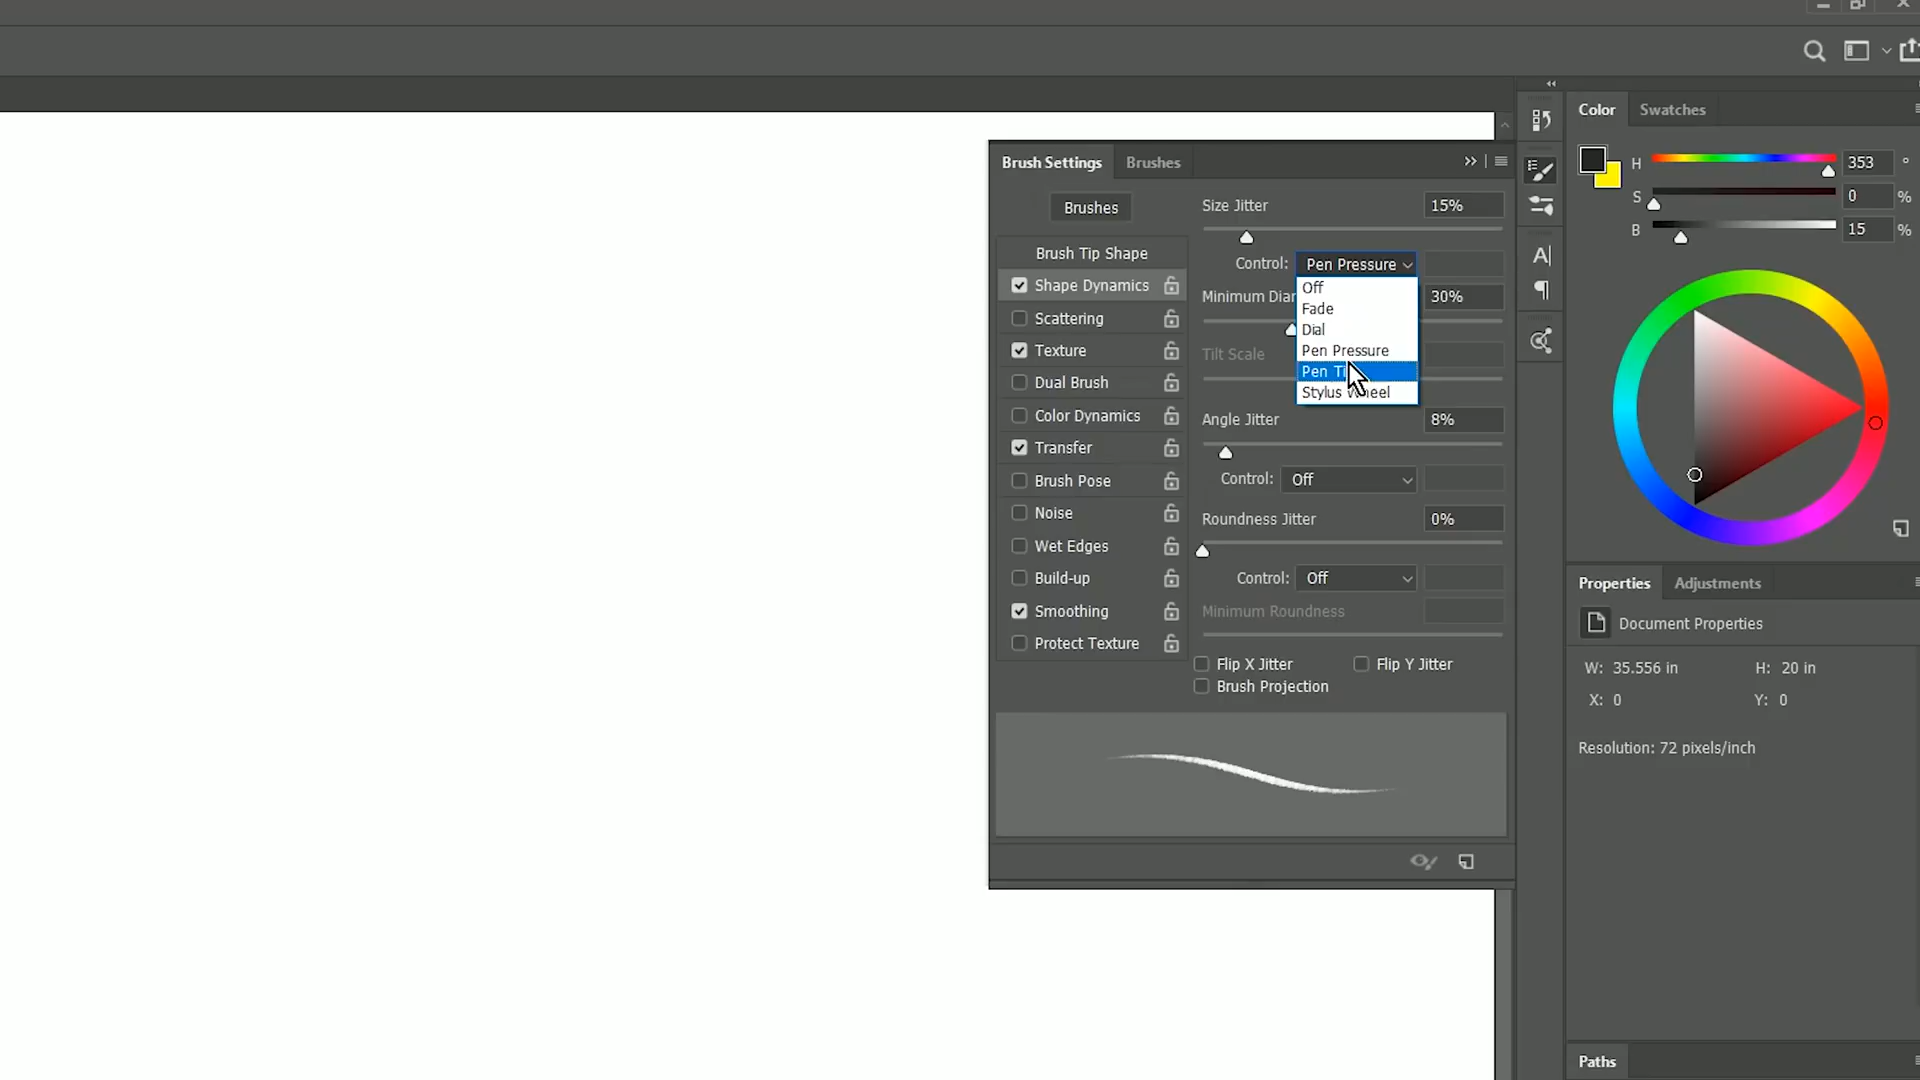 Color Swatches
H 353 °
S 0 %
B 15 %
Brush Settings Brushes
Brushes
Brush Tip Shape
Shape Dynamics
Scattering
Texture
Dual Brush
Color Dynamics
Transfer
Brush Pose
Noise
Wet Edges
Build-up
Smoothing
Protect Texture
Size Jitter 15%
Control: Pen Pressure
Off
Fade
Dial
Pen Pressure
Pen
Stylus Wheel
Minimum 30%
Tilt Scale
Angle Jitter 8%
Control: Off
Roundness Jitter 0%
Control: Off
Minimum Roundness
Flip X Jitter Flip Y Jitter
Brush Projection
Properties Adjustments
Document Properties
W: 35.556 in H: 20 in
X: 0 Y: 0
Resolution: 72 pixels/inch
Paths